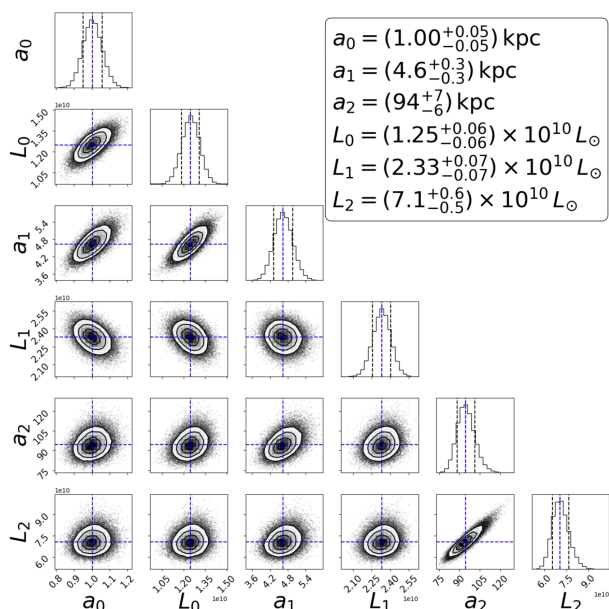 a₀ = (1.00⁺⁰·⁰⁵₋₀.₀₅) kpc
a₁ = (4.6⁺⁰·³₋₀.₃) kpc
a₂ = (94⁺⁷₋₆) kpc
L₀ = (1.25⁺⁰·⁰⁶₋₀.₀₆) × 10¹⁰ L⊙
L₁ = (2.33⁺⁰·⁰⁷₋₀.₀₇) × 10¹⁰ L⊙
L₂ = (7.1⁺⁰·⁶₋₀.₅) × 10¹⁰ L⊙
a₀
1e10
L₀
1.50
1.35
1.20
1.05
a₁
5.4
4.8
4.2
3.6
1e10
L₁
2.55
2.40
2.25
2.10
a₂
120
105
90
75
1e10
L₂
9.0
7.5
6.0
0.8 0.9 1.0 1.1 1.2
1.05 1.20 1.35 1.50
3.6 4.2 4.8 5.4
2.10 2.25 2.40 2.55
75 90 105 120
6.0 7.5 9.0
1e10 1e10 1e10
a₀ L₀ a₁ L₁ a₂ L₂